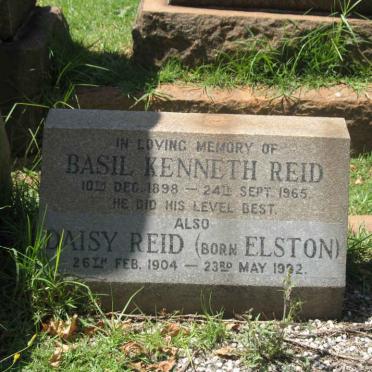 IN LOVING MEMORY OF
BASIL KENNETH REID
10TH DEC. 1898 – 24TH SEPT. 1965.
HE DID HIS LEVEL BEST.
ALSO
DAISY REID (BORN ELSTON)
26TH FEB. 1904 – 23RD MAY 1992.